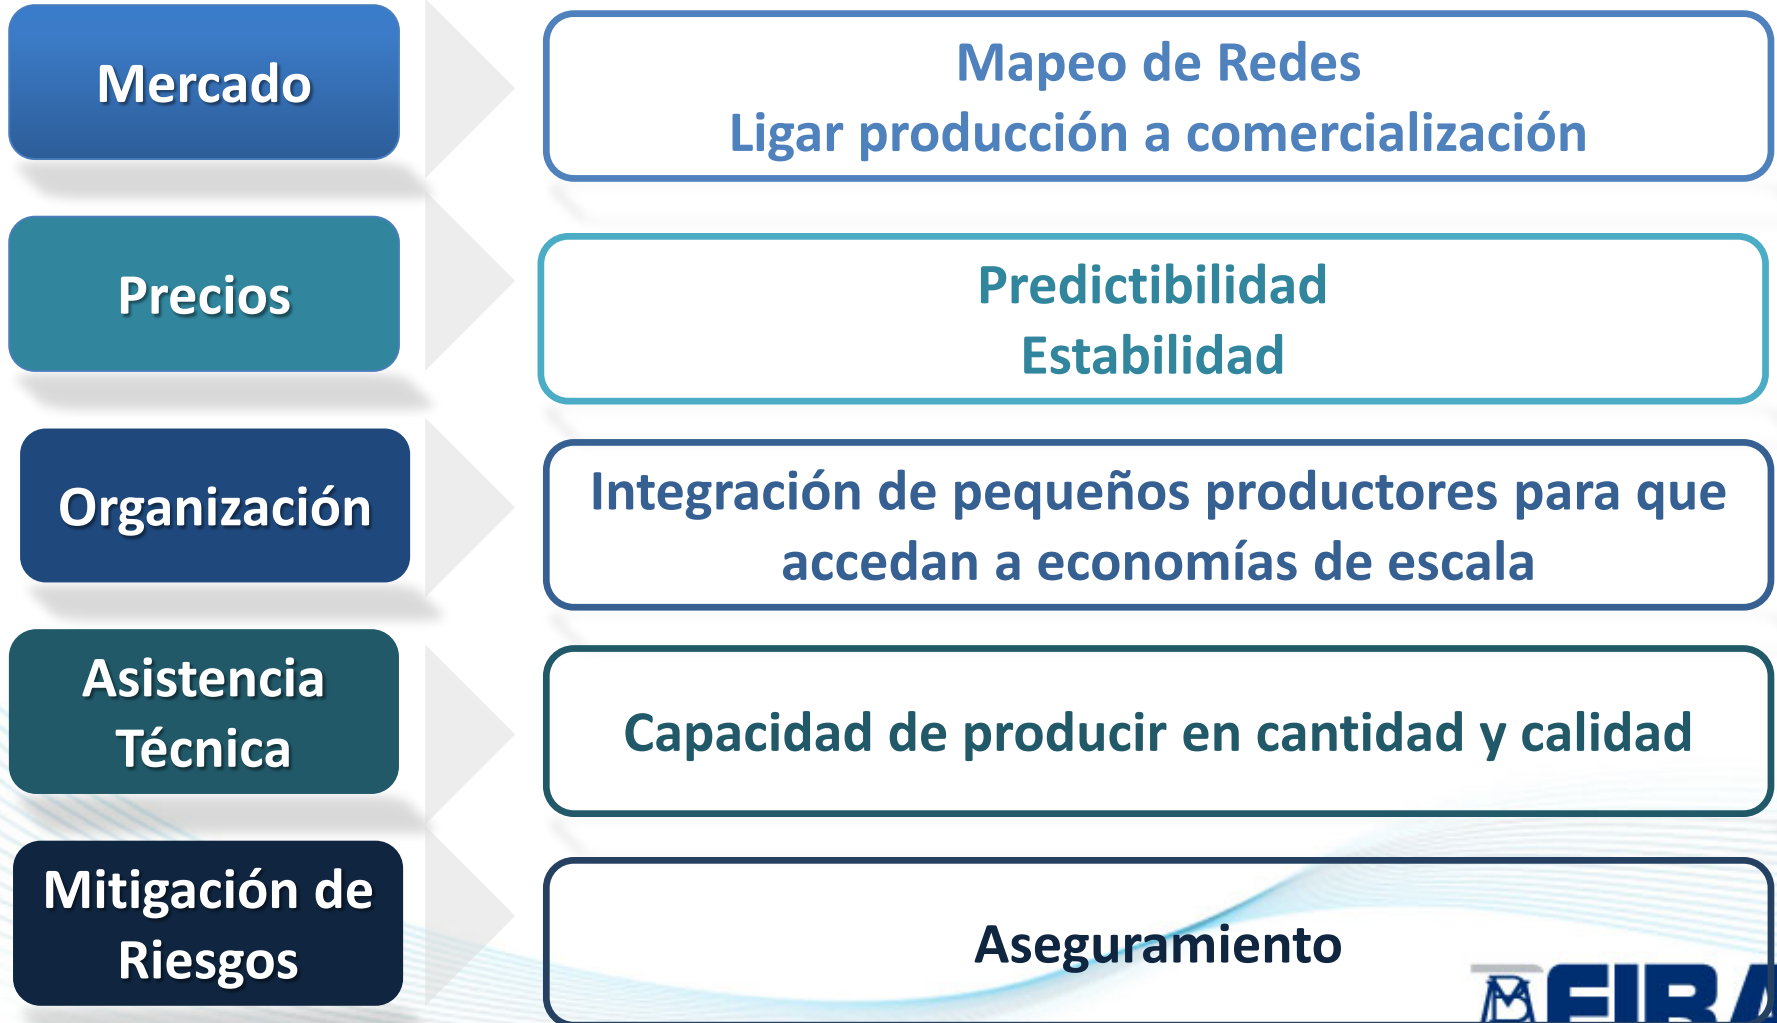 Mercado
Mapeo de Redes
Ligar producción a comercialización
Precios
Predictibilidad
Estabilidad
Organización
Integración de pequeños productores para que
accedan a economías de escala
Asistencia
Técnica
Capacidad de producir en cantidad y calidad
Mitigación de
Riesgos
Aseguramiento
FIRA